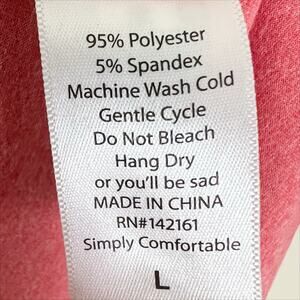 95% Polyester
5% Spandex
Machine Wash Cold
Gentle Cycle
Do Not Bleach
Hang Dry
or you'll be sad
MADE IN CHINA
RN#142161
Simply Comfortable
L